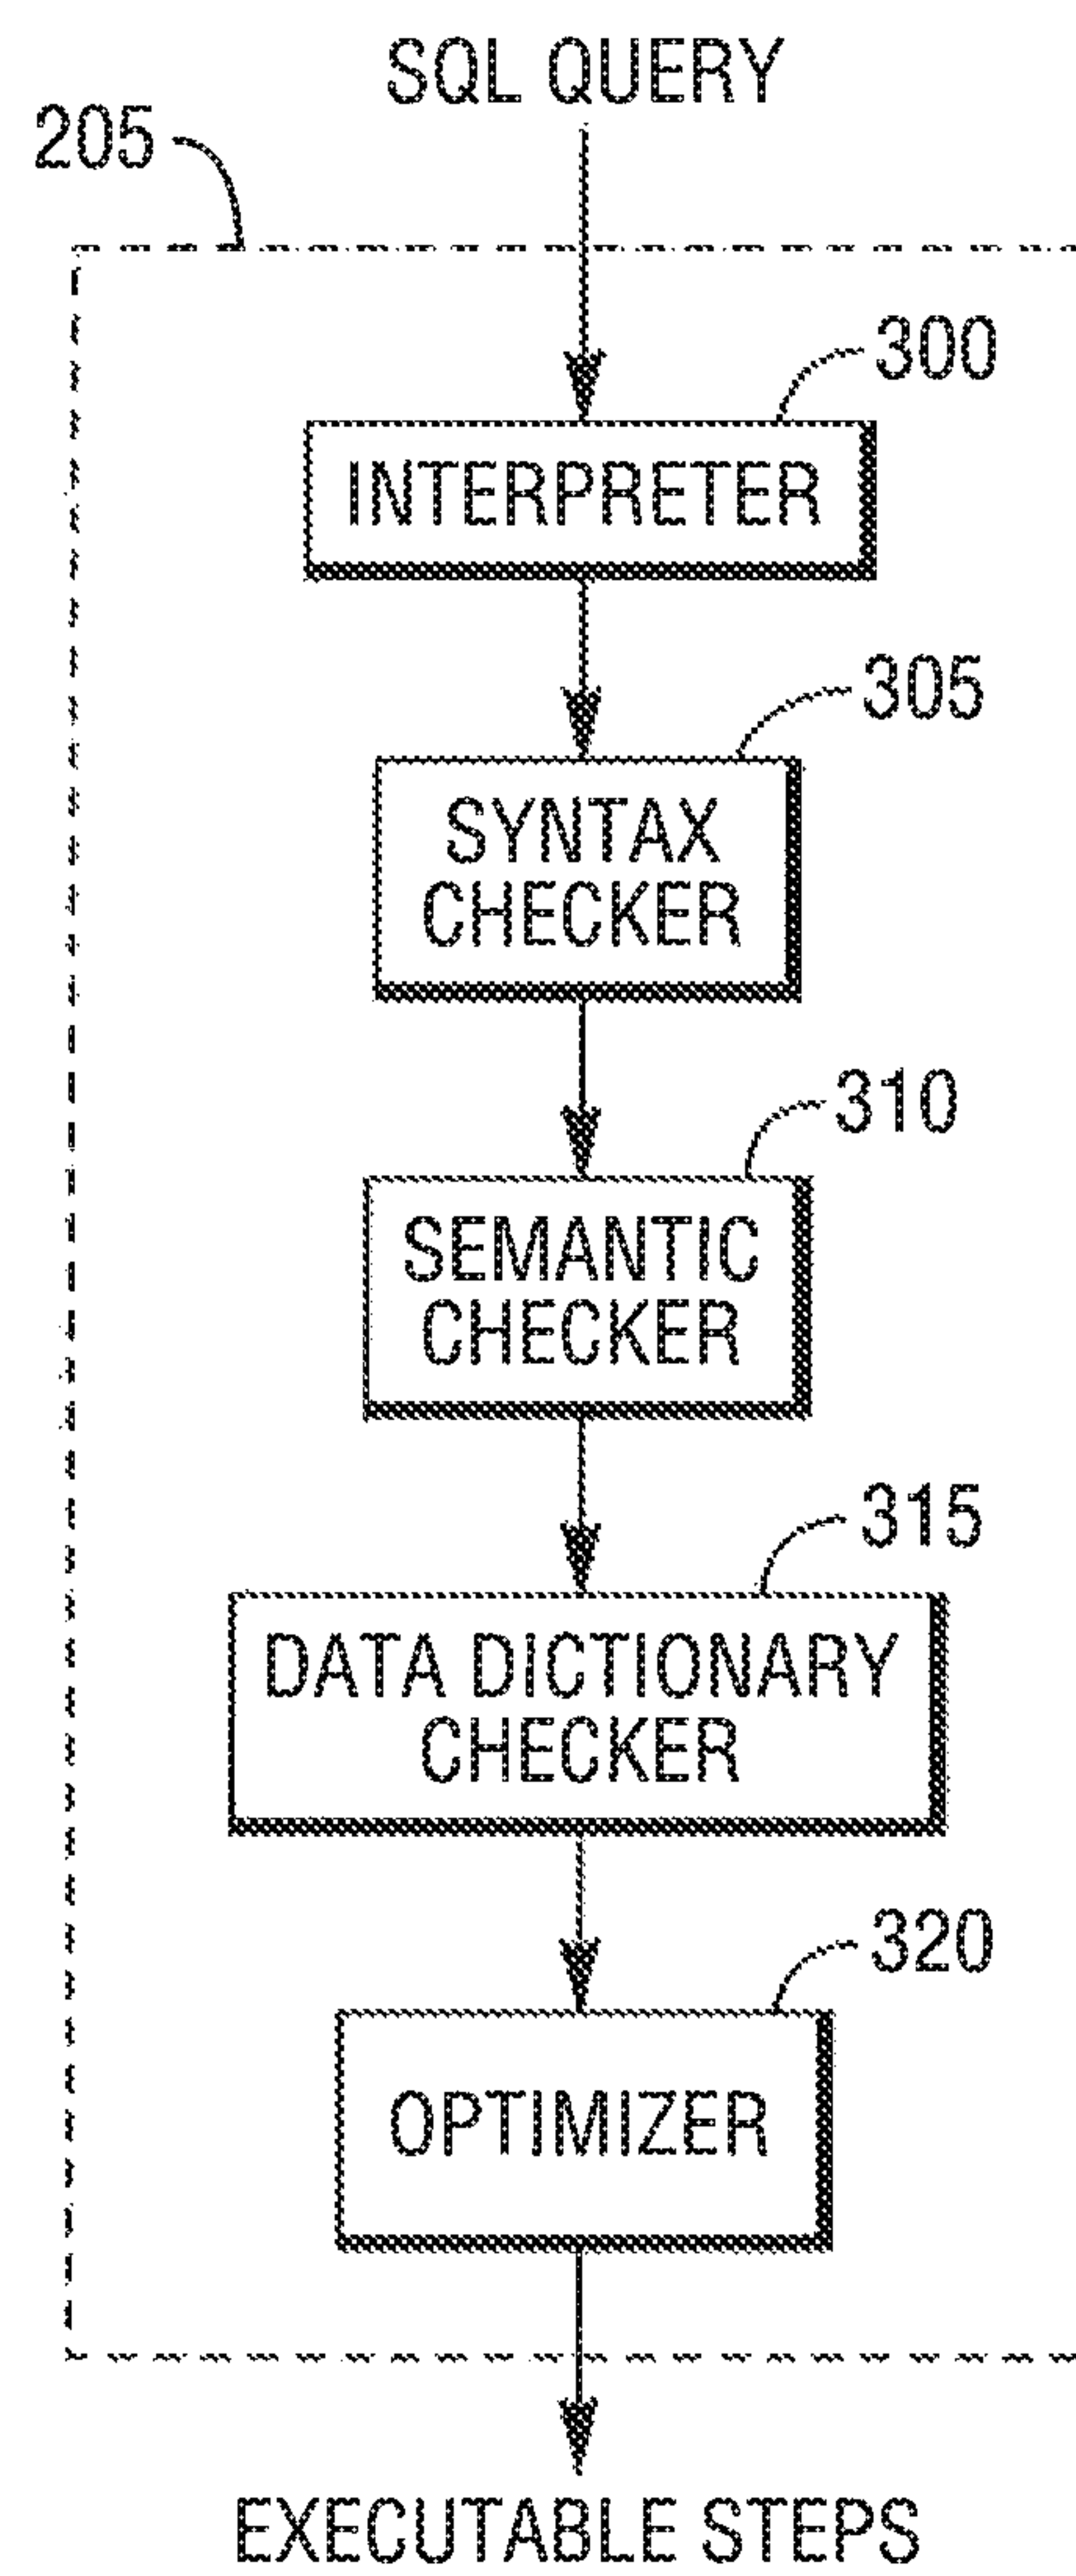 SQL QUERY
205
300
INTERPRETER
305
SYNTAX
CHECKER
310
SEMANTIC
CHECKER
315
DATA DICTIONARY
CHECKER
320
OPTIMIZER
EXECUTABLE STEPS